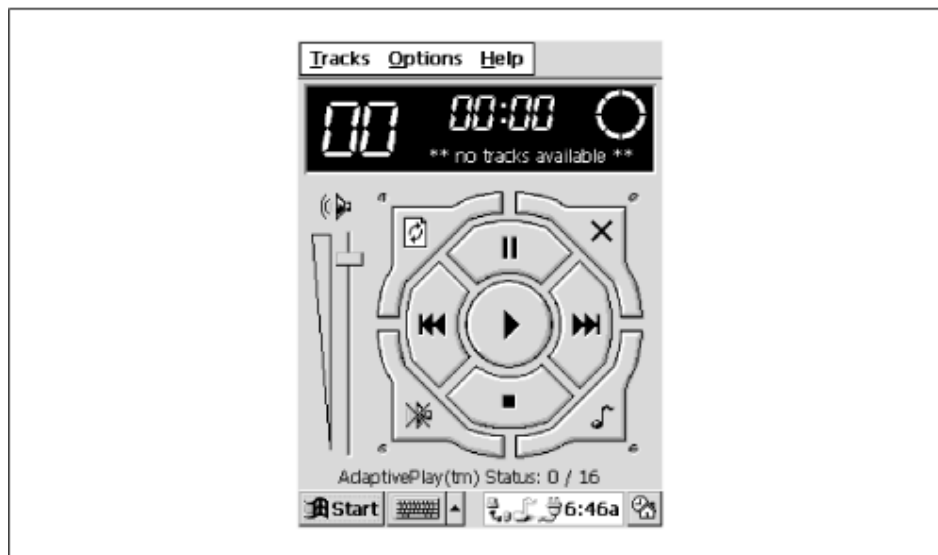 Tracks Options Help
00
00:00
** no tracks available **
AdaptivePlay(tm) Status: 0 / 16
Start
6:46a